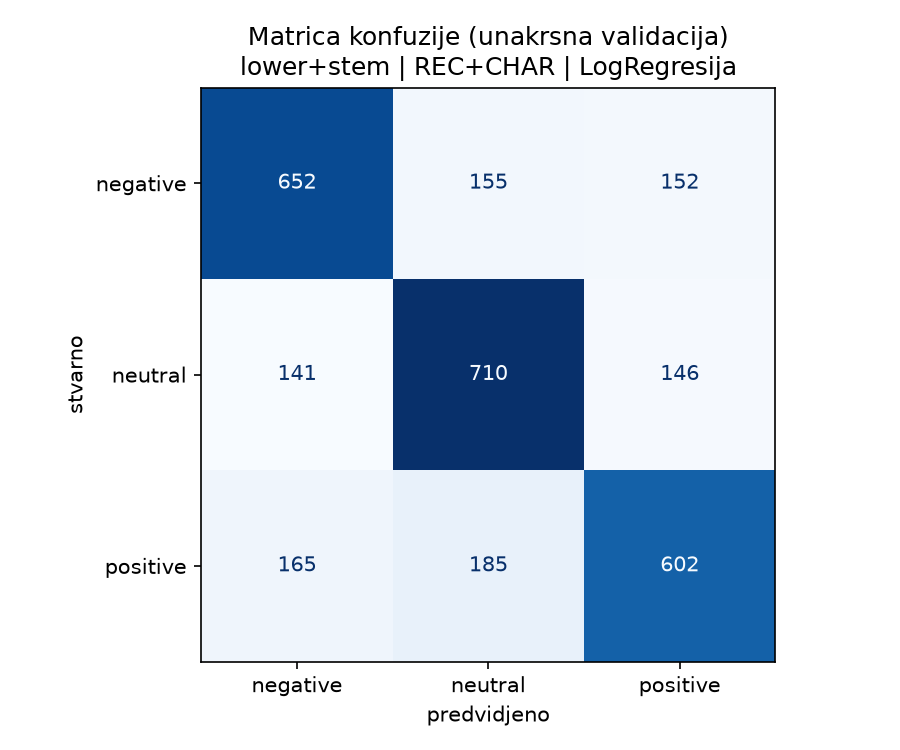 Matrica konfuzije (unakrsna validacija)
lower+stem | REC+CHAR | LogRegresija
negative 652 155 152
neutral 141 710 146
positive 165 185 602
stvarno
negative neutral positive
predvidjeno